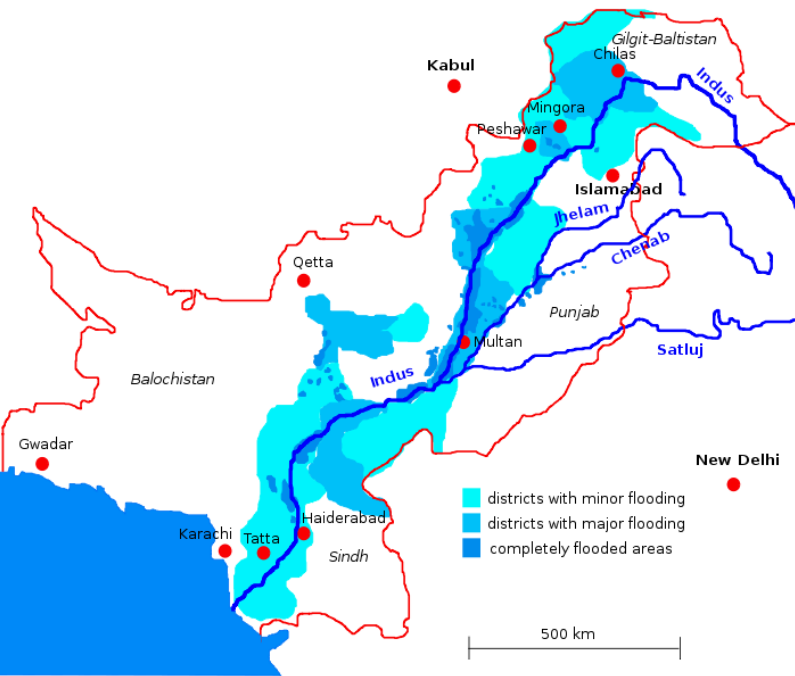 Gilgit-Baltistan
Chilas
Kabul
Indus
Mingora
Peshawar
Islamabad
Jhelam
Chenab
Qetta
Punjab
Multan
Satluj
Indus
Balochistan
Gwadar
New Delhi
districts with minor flooding
districts with major flooding
completely flooded areas
Haiderabad
Karachi
Tatta
Sindh
500 km